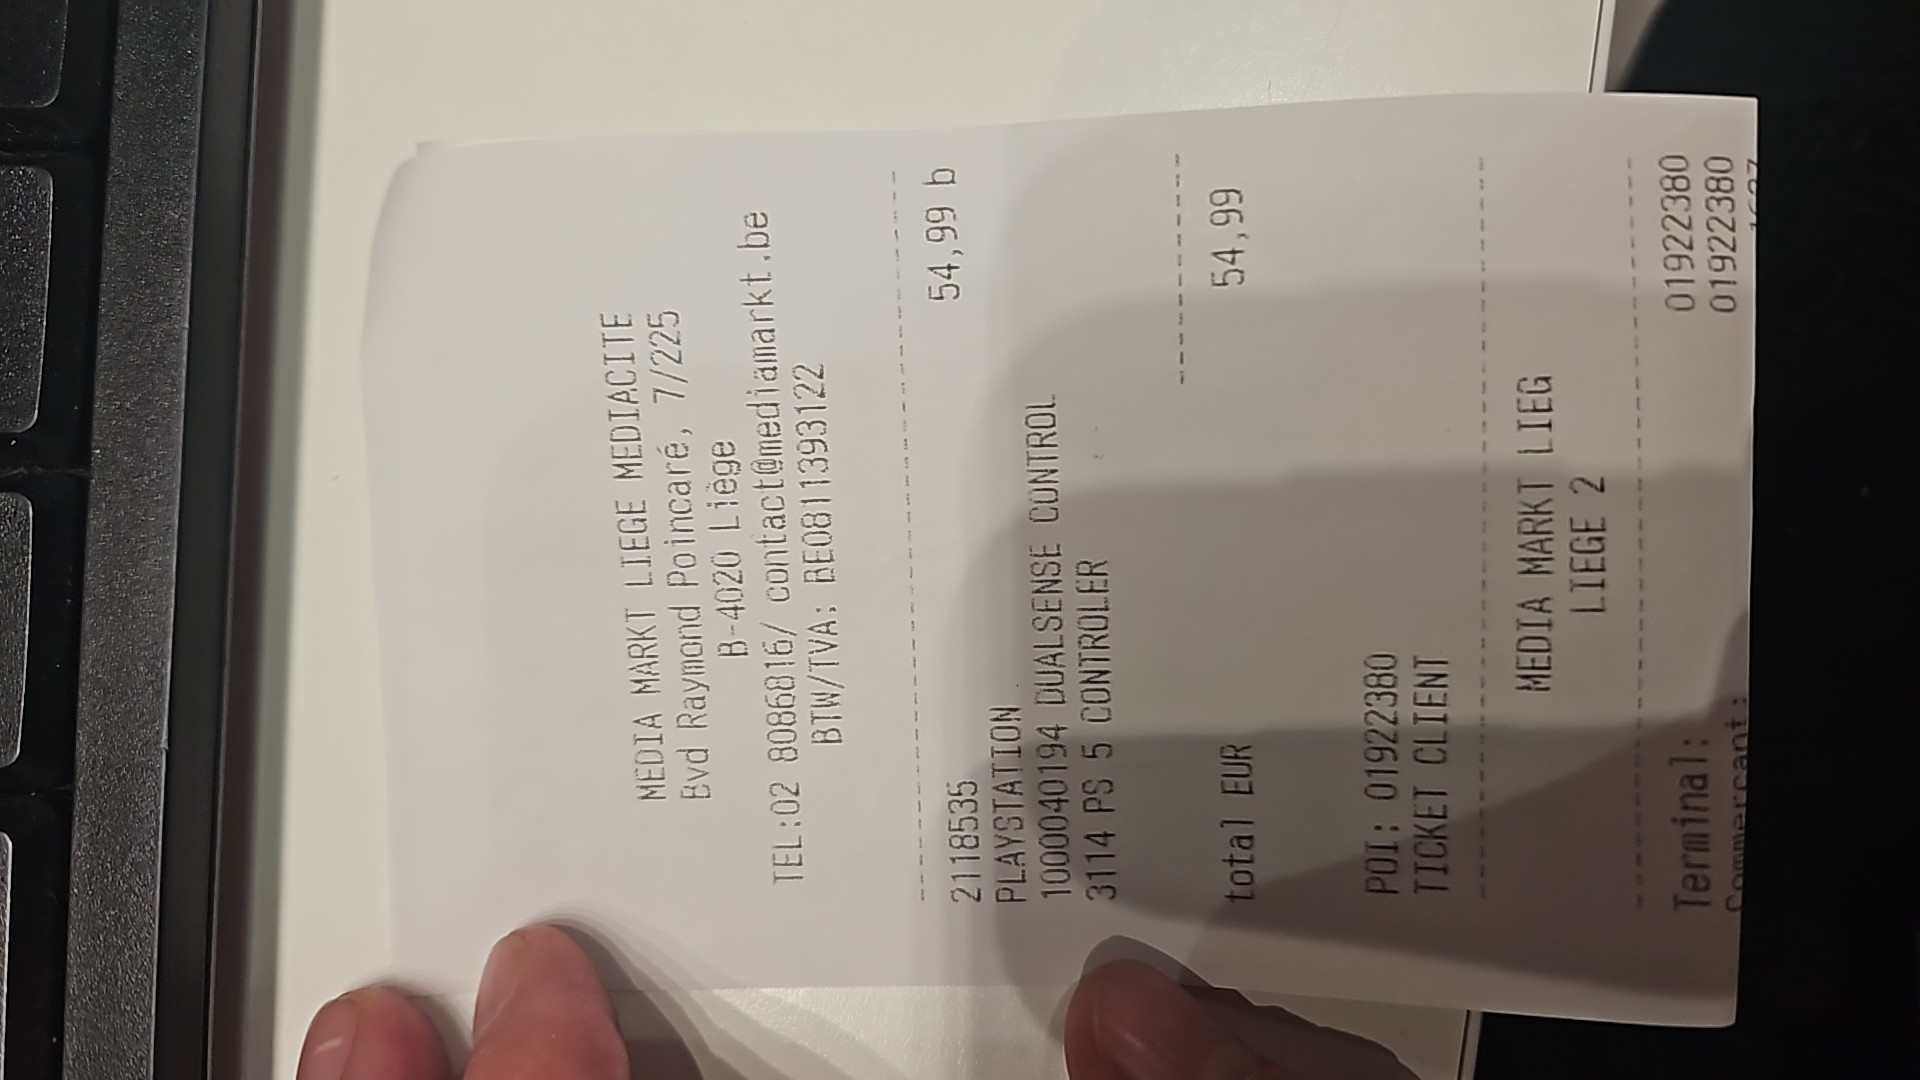 MEDIA MARKT LIEGE MEDIACITE
Bvd Raymond Poincaré, 7/225
B-4020 Liège
TEL:02 8086816/ contact@mediamarkt.be
BTW/TVA: BE0811393122
2118535 54,99 b
PLAYSTATION
1000040194 DUALSENSE CONTROL
3114 PS 5 CONTROLER
total EUR 54,99
POI: 01922380
TICKET CLIENT
MEDIA MARKT LIEG
LIEGE 2
Terminal: 01922380
Commercant: 01922380